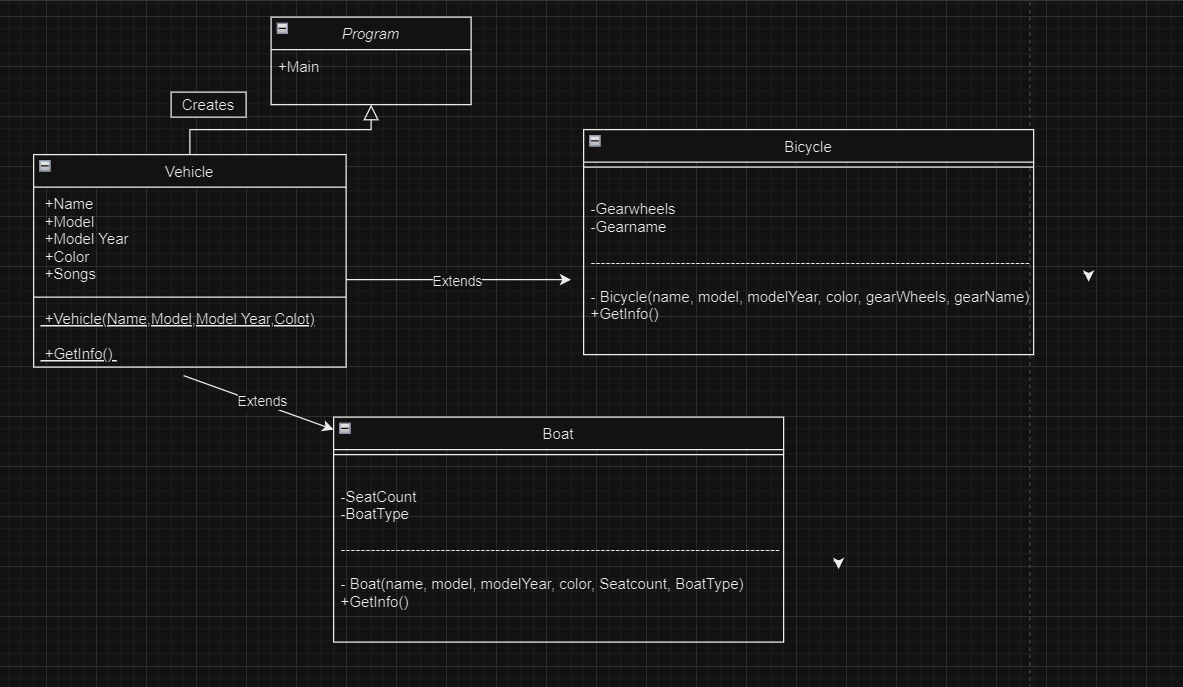 Program
+Main
Creates
Vehicle
+Name
+Model
+Model Year
+Color
+Songs
+Vehicle(Name,Model,Model Year,Colot)
+GetInfo()
Extends
Bicycle
-Gearwheels
-Gearname
- Bicycle(name, model, modelYear, color, gearWheels, gearName)
+GetInfo()
Extends
Boat
-SeatCount
-BoatType
- Boat(name, model, modelYear, color, Seatcount, BoatType)
+GetInfo()